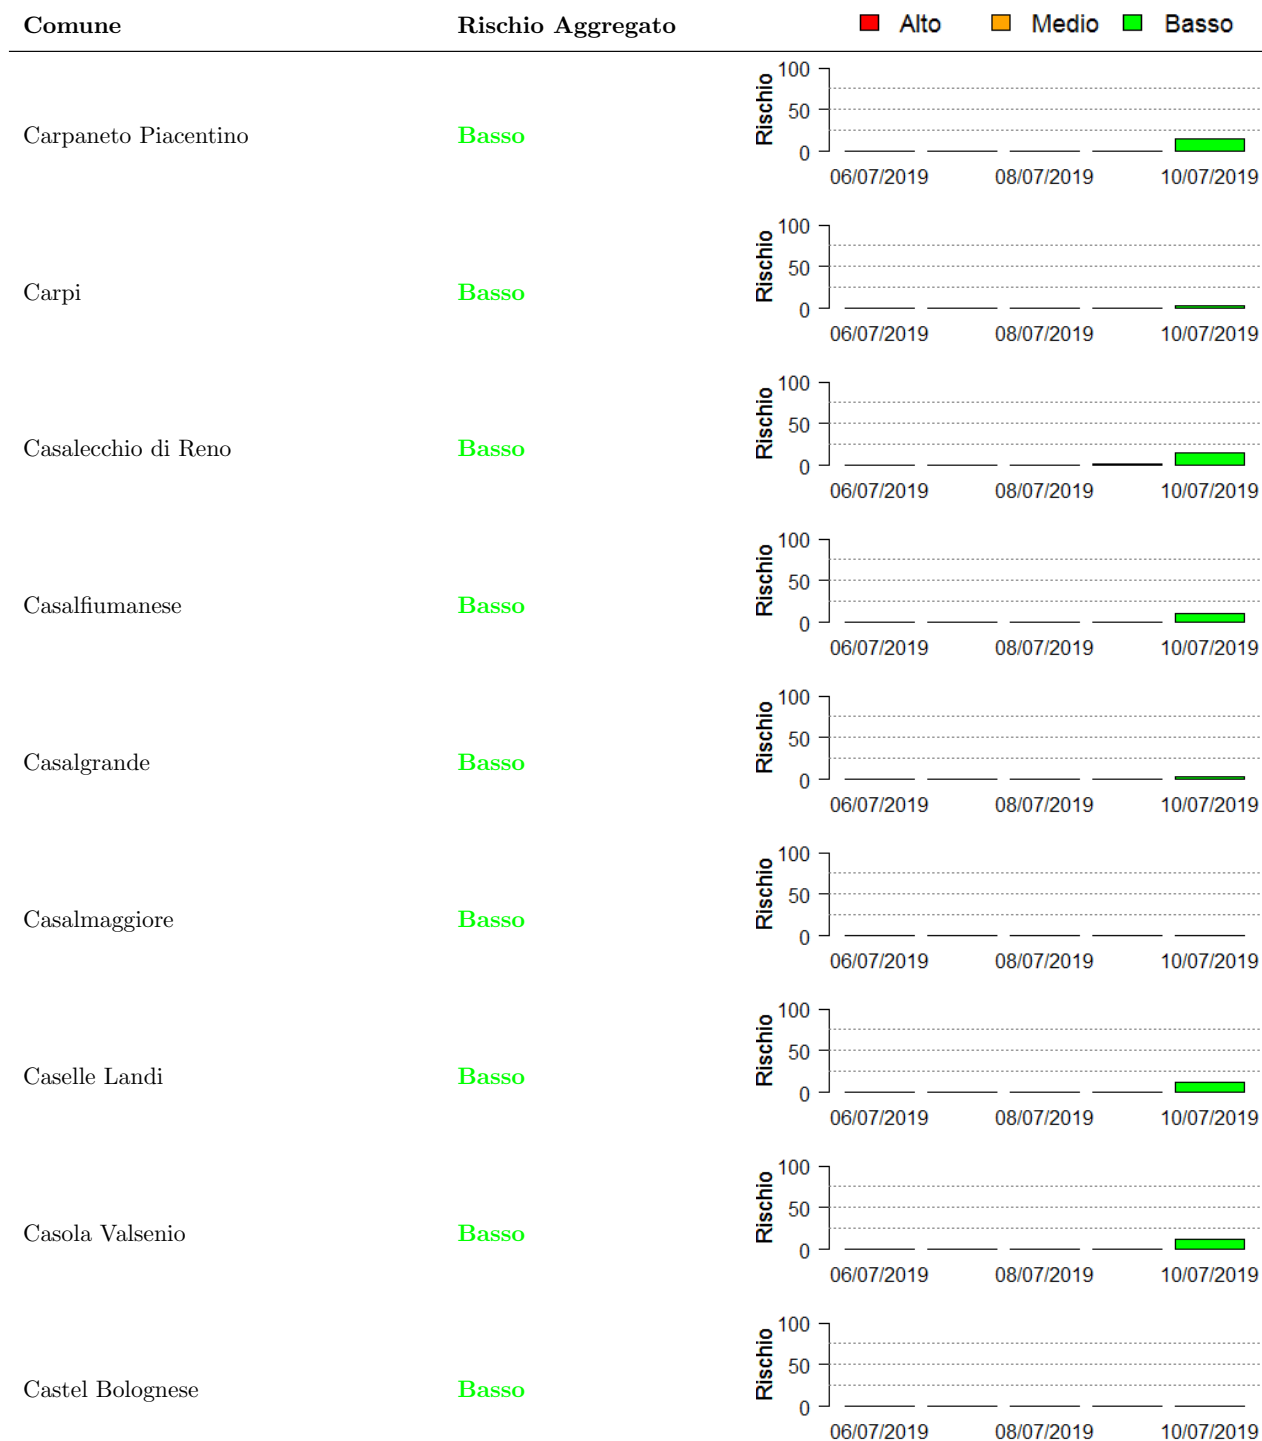 Comune Rischio Aggregato Alto Medio Basso
100
50
0
Rischio
Carpaneto Piacentino Basso
06/07/2019 08/07/2019 10/07/2019
100
50
0
Rischio
Carpi Basso
06/07/2019 08/07/2019 10/07/2019
100
50
0
Rischio
Casalecchio di Reno Basso
06/07/2019 08/07/2019 10/07/2019
100
50
0
Rischio
Casalfiumanese Basso
06/07/2019 08/07/2019 10/07/2019
100
50
0
Rischio
Casalgrande Basso
06/07/2019 08/07/2019 10/07/2019
100
50
0
Rischio
Casalmaggiore Basso
06/07/2019 08/07/2019 10/07/2019
100
50
0
Rischio
Caselle Landi Basso
06/07/2019 08/07/2019 10/07/2019
100
50
0
Rischio
Casola Valsenio Basso
06/07/2019 08/07/2019 10/07/2019
100
50
0
Rischio
Castel Bolognese Basso
06/07/2019 08/07/2019 10/07/2019